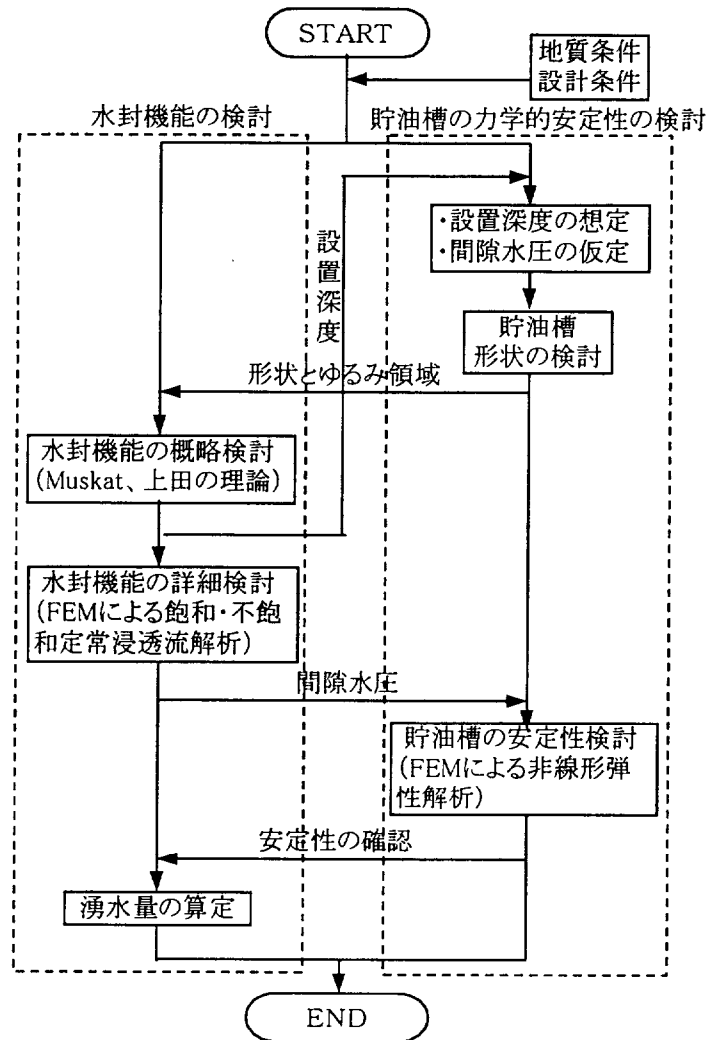 START
地質条件
設計条件
水封機能の検討
貯油槽の力学的安定性の検討
・設置深度の想定
・間隙水圧の仮定
設置深度
貯油槽
形状の検討
形状とゆるみ領域
水封機能の概略検討
(Muskat、上田の理論)
水封機能の詳細検討
(FEMによる飽和・不飽
和定常浸透流解析)
間隙水圧
貯油槽の安定性検討
(FEMによる非線形弾
性解析)
安定性の確認
湧水量の算定
END